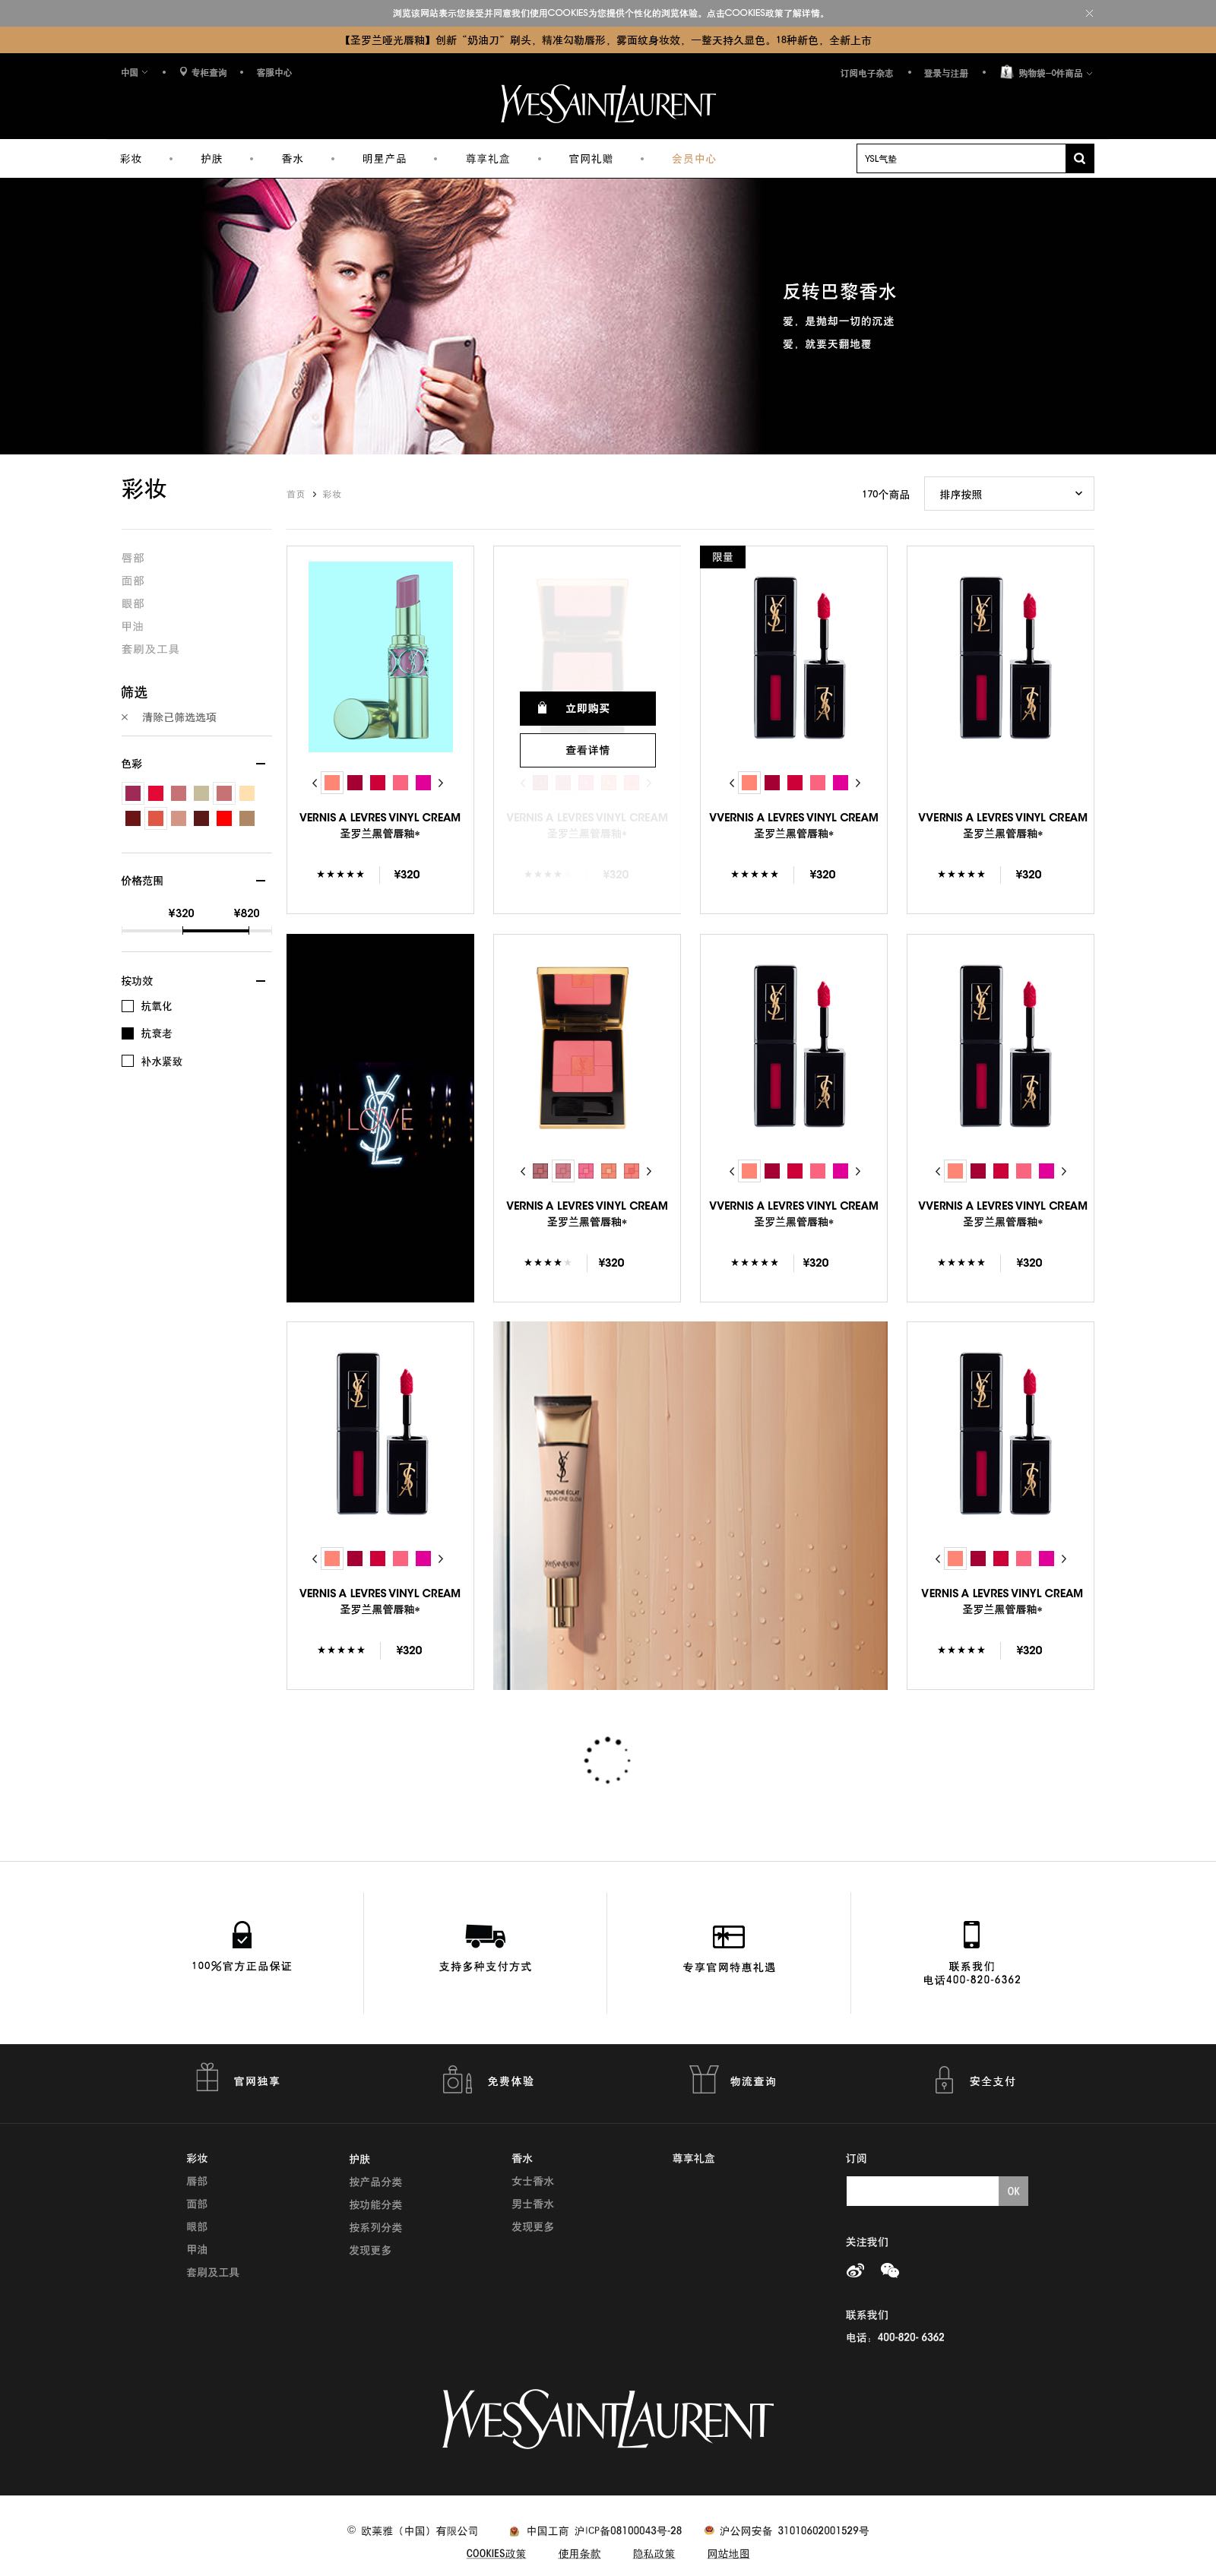 浏览该网站表示您接受并同意我们使用COOKIES为您提供个性化的浏览体验。点击COOKIES政策了解详情。
【圣罗兰哑光唇釉】创新“奶油刀”刷头，精准勾勒唇形，雾面纹身妆效，一整天持久显色。18种新色，全新上市
中国 专柜查询 客服中心 订阅电子杂志 登录与注册 购物袋—0件商品
YVESSAINTLAURENT
彩妆 护肤 香水 明星产品 尊享礼盒 官网礼赠 会员中心 YSL气垫
反转巴黎香水
爱，是抛却一切的沉迷
爱，就要天翻地覆
彩妆
首页 > 彩妆
170个商品 排序按照
唇部
面部
眼部
甲油
套刷及工具
筛选
× 清除已筛选选项
色彩
价格范围
¥320 ¥820
按功效
抗氧化
抗衰老
补水紧致
VERNIS A LEVRES VINYL CREAM
圣罗兰黑管唇釉*
★★★★★ ¥320
立即购买
查看详情
VERNIS A LEVRES VINYL CREAM
圣罗兰黑管唇釉*
★★★★ ¥320
限量
YSL
VVERNIS A LEVRES VINYL CREAM
圣罗兰黑管唇釉*
★★★★★ ¥320
YSL
VVERNIS A LEVRES VINYL CREAM
圣罗兰黑管唇釉*
★★★★★ ¥320
LOVE
YSL
VERNIS A LEVRES VINYL CREAM
圣罗兰黑管唇釉*
★★★★★ ¥320
YSL
VVERNIS A LEVRES VINYL CREAM
圣罗兰黑管唇釉*
★★★★★ ¥320
YSL
VVERNIS A LEVRES VINYL CREAM
圣罗兰黑管唇釉*
★★★★★ ¥320
YSL
VERNIS A LEVRES VINYL CREAM
圣罗兰黑管唇釉*
★★★★★ ¥320
YSL
TOUCHE ÉCLAT
ALL-IN-ONE GLOW
YVESSAINTLAURENT
YSL
VERNIS A LEVRES VINYL CREAM
圣罗兰黑管唇釉*
★★★★★ ¥320
100%官方正品保证
支持多种支付方式
专享官网特惠礼遇
联系我们
电话400-820-6362
官网独享 免费体验 物流查询 安全支付
彩妆
唇部
面部
眼部
甲油
套刷及工具
护肤
按产品分类
按功能分类
按系列分类
发现更多
香水
女士香水
男士香水
发现更多
尊享礼盒
订阅
OK
关注我们
联系我们
电话：400-820- 6362
YVESSAINTLAURENT
© 欧莱雅（中国）有限公司 中国工商 沪ICP备08100043号-28 沪公网安备 31010602001529号
COOKIES政策 使用条款 隐私政策 网站地图